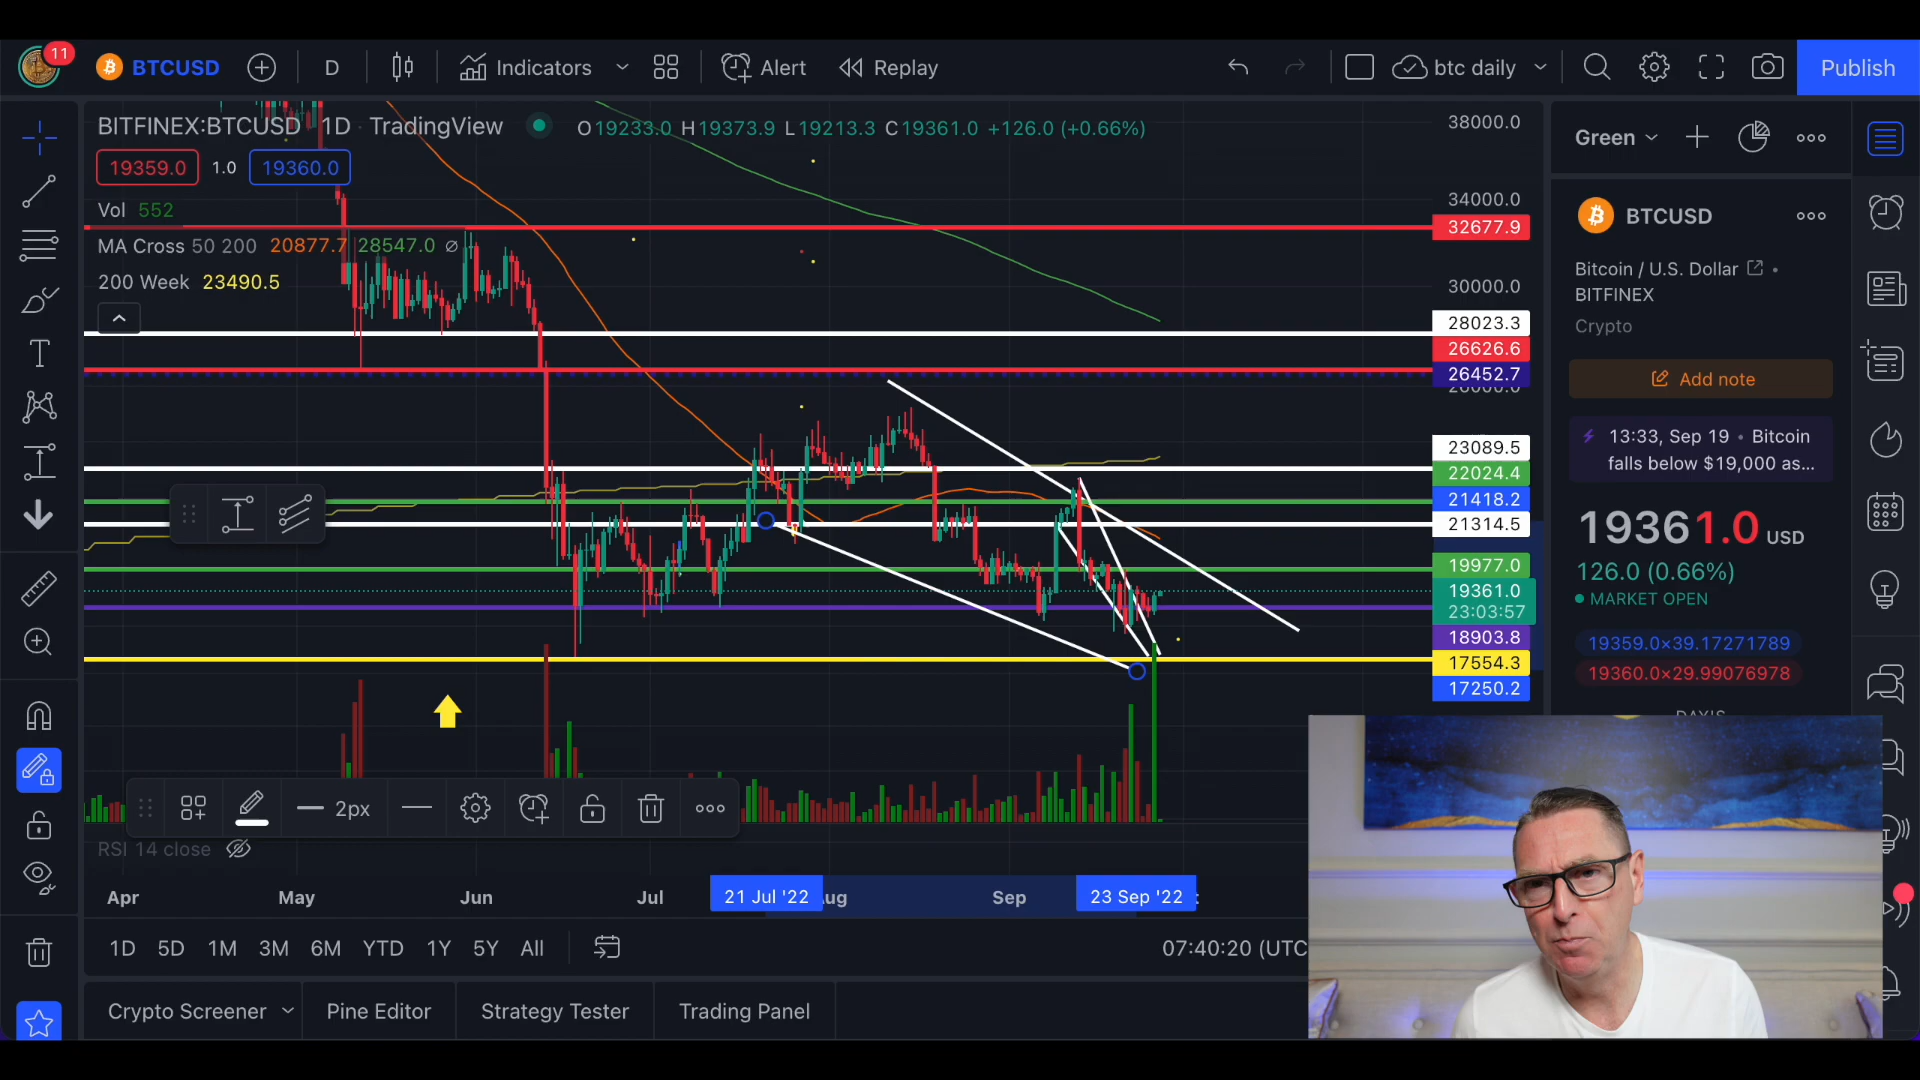 11
BTCUSD
D
Indicators
Alert
Replay
btc daily
Publish
BITFINEX:BTCUSD 1D TradingView
O19233.0 H19373.9 L19213.3 C19361.0 +126.0 (+0.66%)
19359.0 1.0 19360.0
Vol 552
MA Cross 50 200 20877.7 28547.0 ∅
200 Week 23490.5
38000.0
34000.0
32677.9
30000.0
28023.3
26626.6
26452.7
26000.0
23089.5
22024.4
21418.2
21314.5
19977.0
19361.0
23:03:57
18903.8
17554.3
17250.2
Green
BTCUSD
Bitcoin / U.S. Dollar
BITFINEX
Crypto
Add note
13:33, Sep 19 • Bitcoin
falls below $19,000 as...
19361.0 USD
126.0 (0.66%)
MARKET OPEN
19359.0×39.17271789
19360.0×29.99076978
2px
RSI 14 close
Apr May Jun Jul 21 Jul '22 ug Sep 23 Sep '22
1D 5D 1M 3M 6M YTD 1Y 5Y All
07:40:20 (UTC
Crypto Screener Pine Editor Strategy Tester Trading Panel